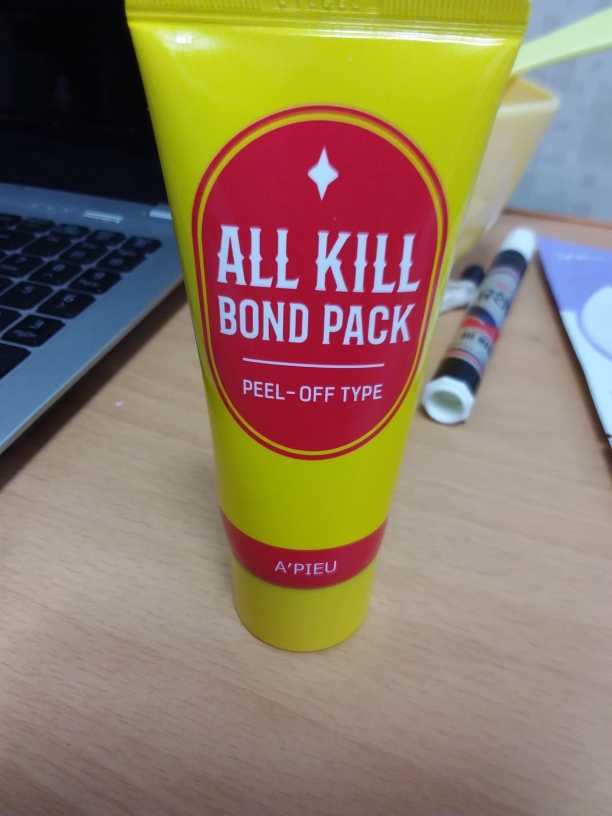 ALL KILL
BOND PACK
PEEL-OFF TYPE
A'PIEU